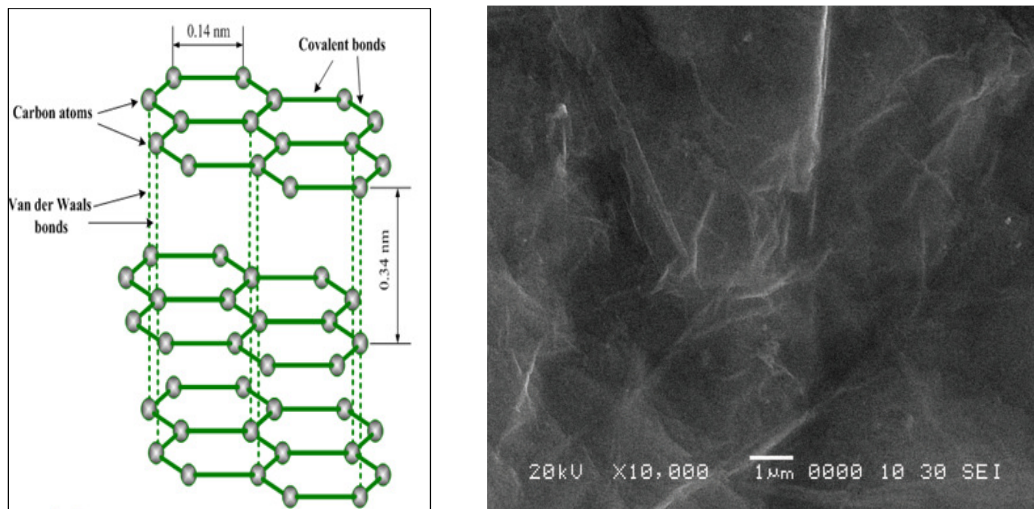 0.14 nm
Covalent bonds
Carbon atoms
Van der Waals
bonds
0.34 nm
20kV X10,000 1μm 0000 10 30 SEI